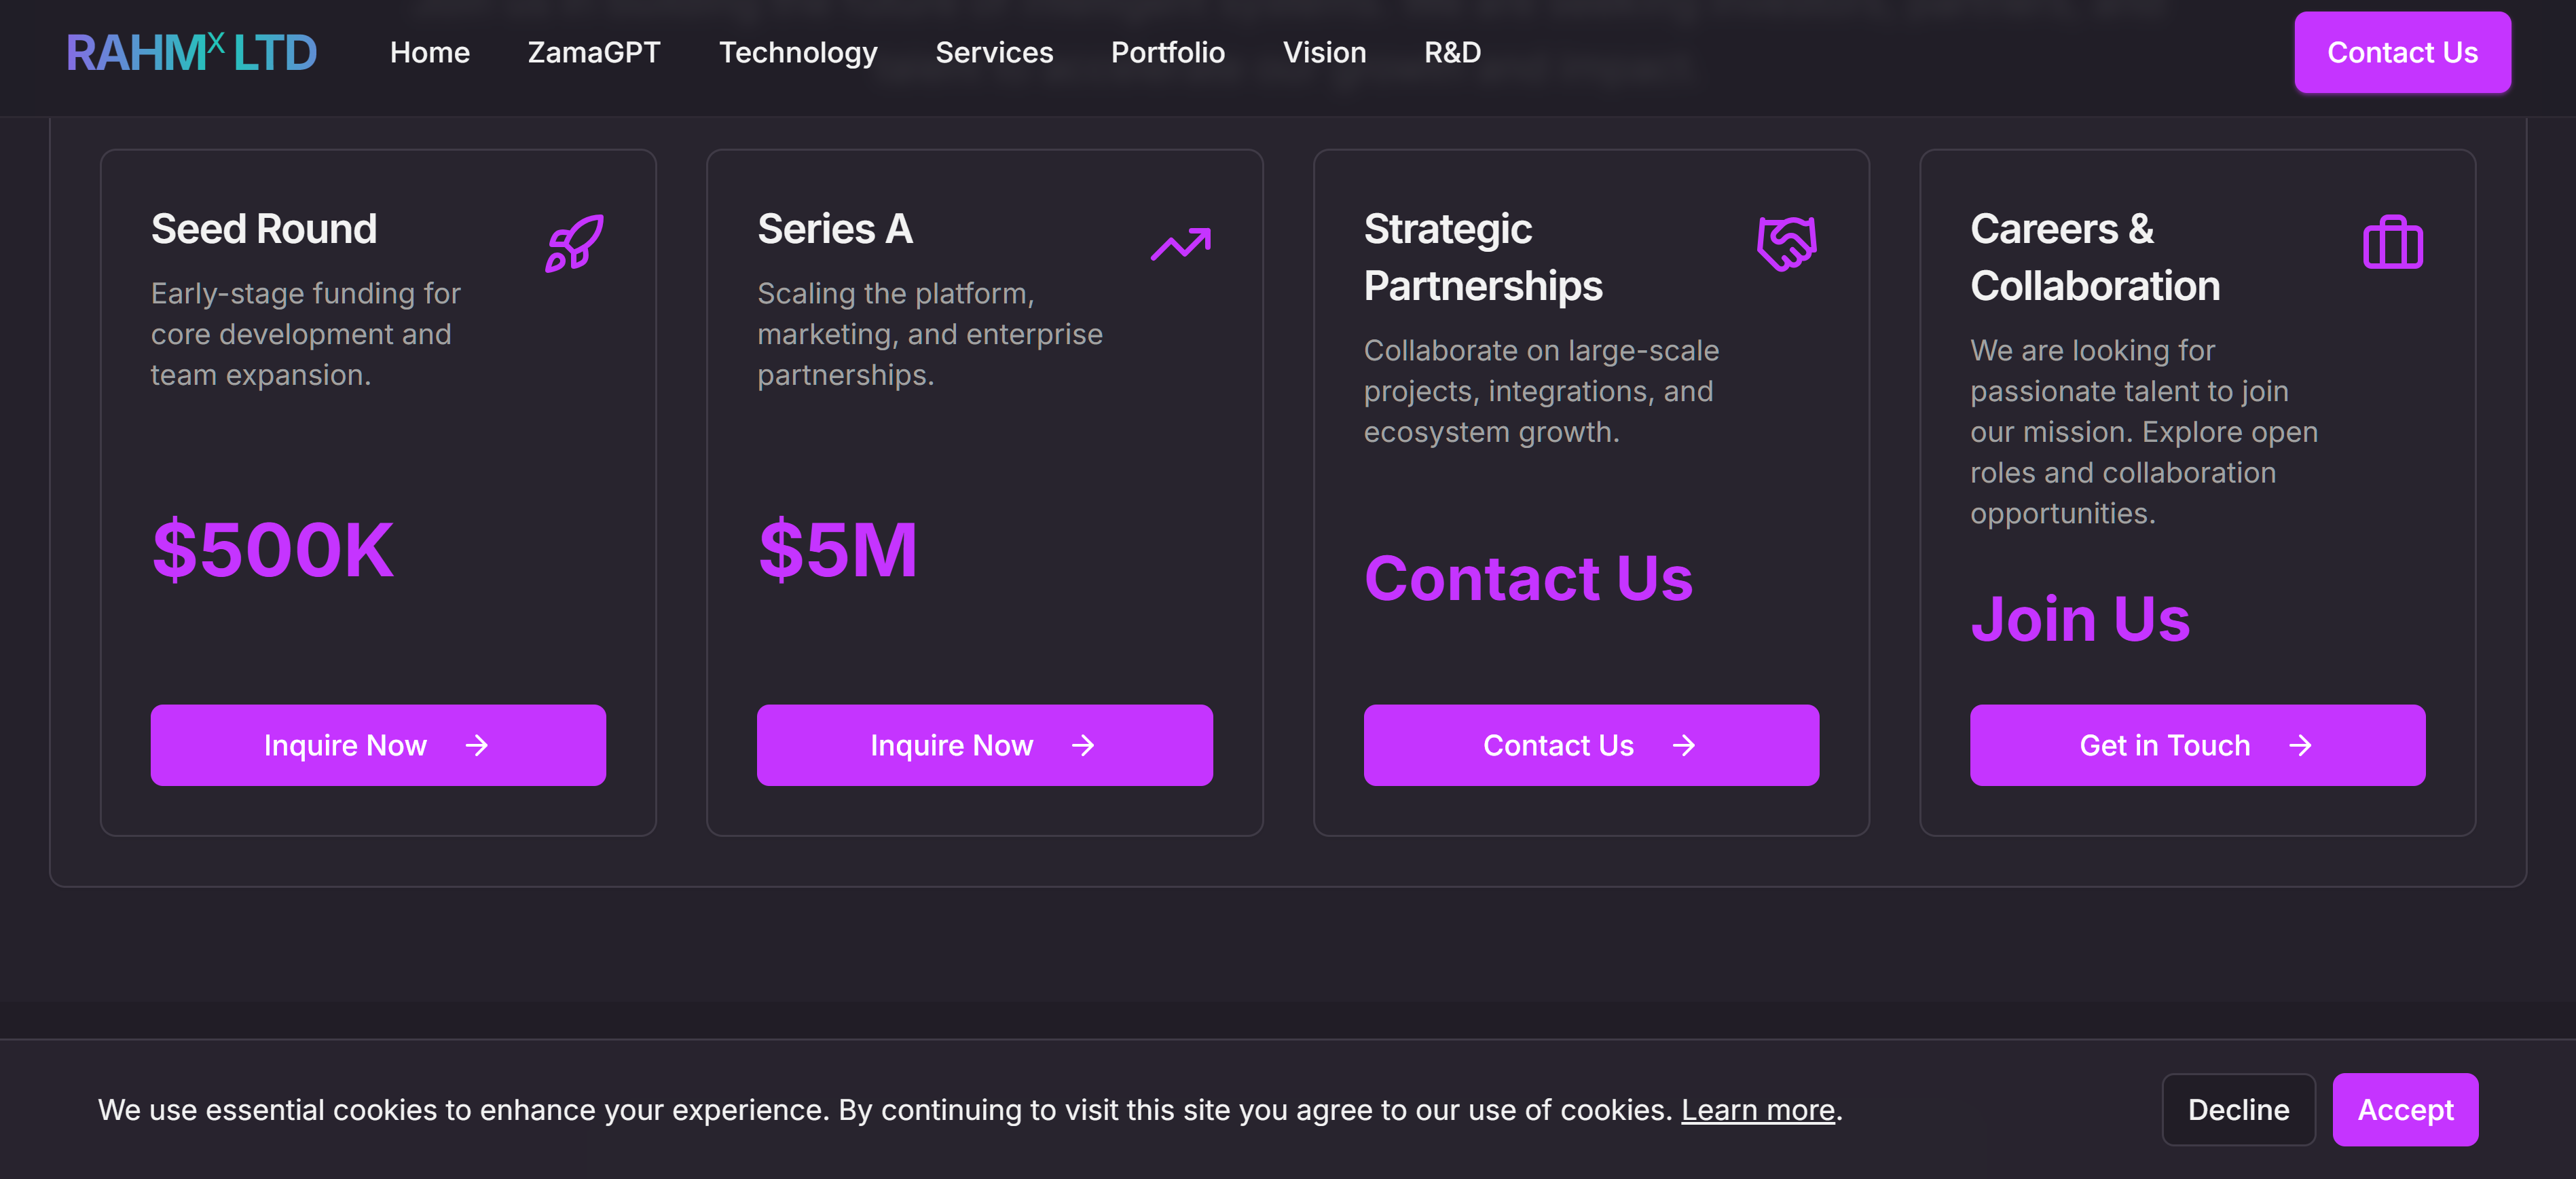 RAHMX LTD
Home
ZamaGPT
Technology
Services
Portfolio
Vision
R&D
Contact Us
Seed Round
Early-stage funding for
core development and
team expansion.
$500K
Inquire Now
Series A
Scaling the platform,
marketing, and enterprise
partnerships.
$5M
Inquire Now
Strategic
Partnerships
Collaborate on large-scale
projects, integrations, and
ecosystem growth.
Contact Us
Contact Us
Careers &
Collaboration
We are looking for
passionate talent to join
our mission. Explore open
roles and collaboration
opportunities.
Join Us
Get in Touch
We use essential cookies to enhance your experience. By continuing to visit this site you agree to our use of cookies. Learn more.
Decline
Accept